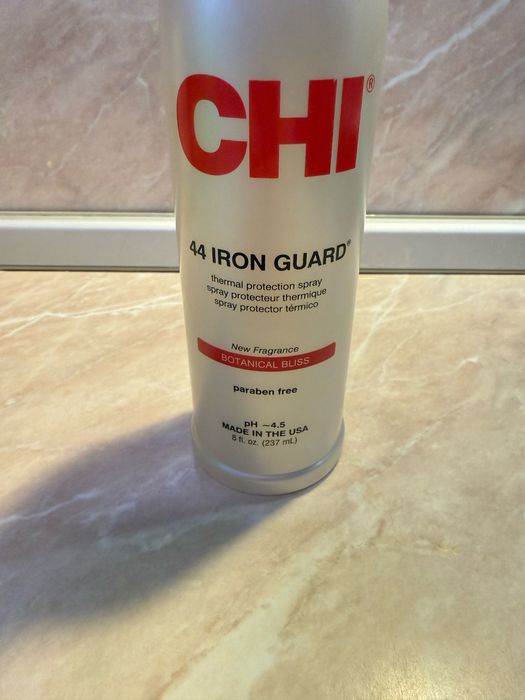 CHI®
44 IRON GUARD®
thermal protection spray
spray protecteur thermique
spray protector térmico
New Fragrance
BOTANICAL BLISS
paraben free
pH ~4.5
MADE IN THE USA
8 fl. oz. (237 mL)